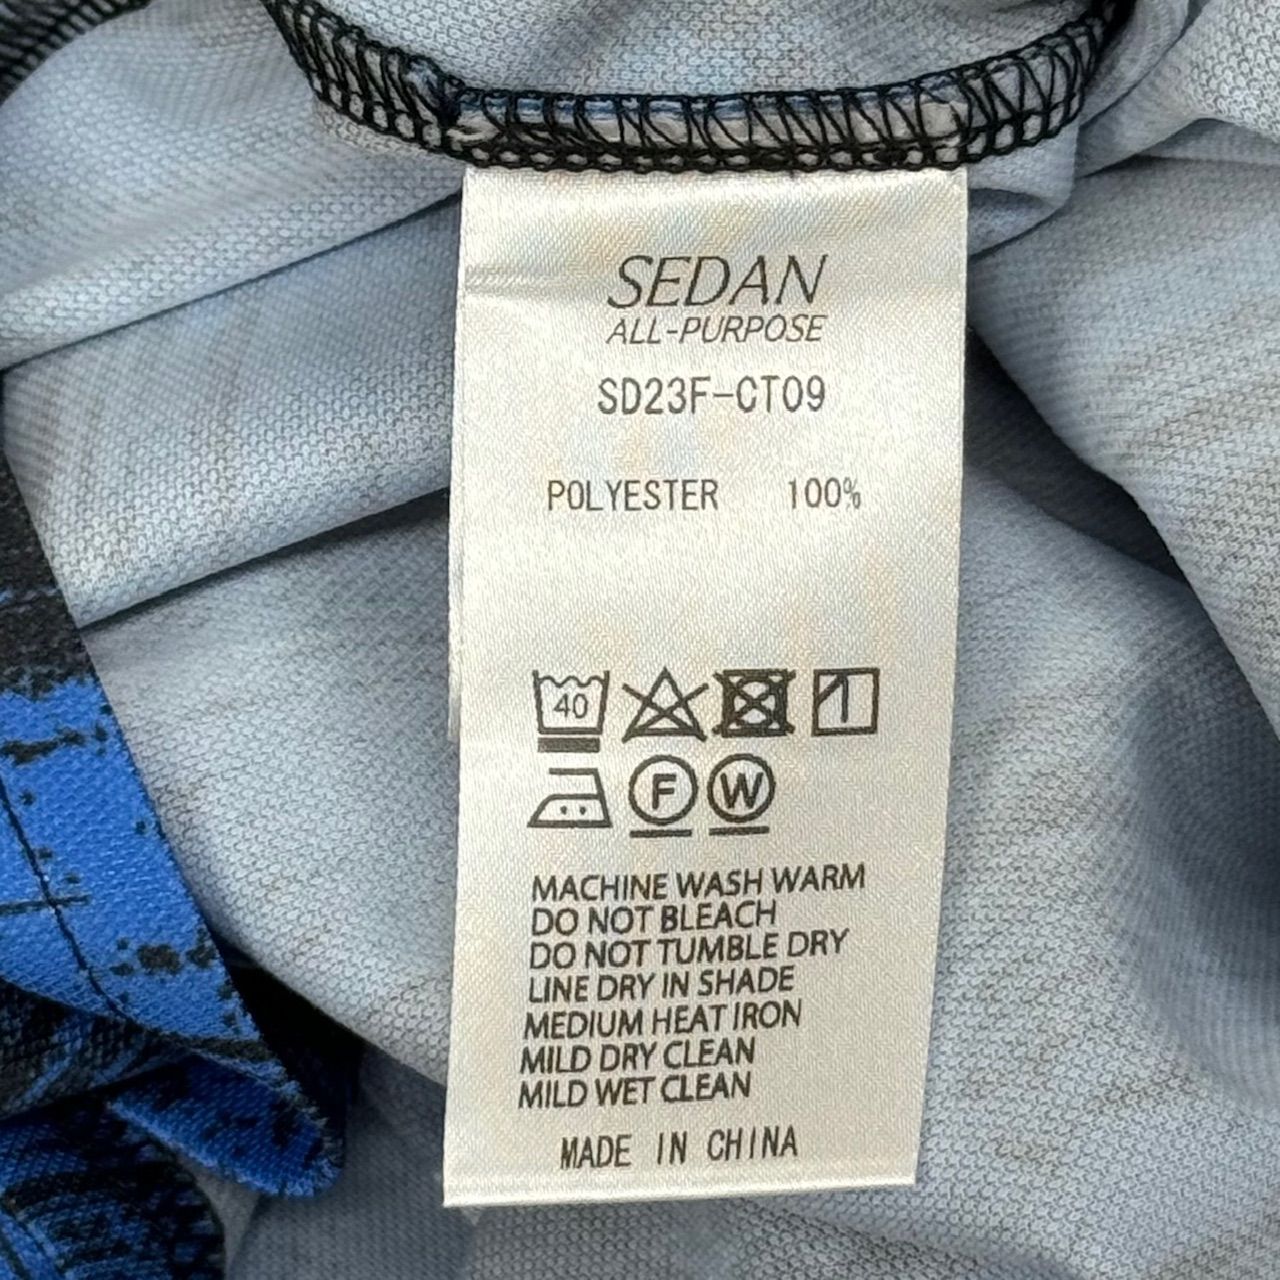 SEDAN
ALL-PURPOSE
SD23F-CT09
POLYESTER 100%
40
F W
MACHINE WASH WARM
DO NOT BLEACH
DO NOT TUMBLE DRY
LINE DRY IN SHADE
MEDIUM HEAT IRON
MILD DRY CLEAN
MILD WET CLEAN
MADE IN CHINA